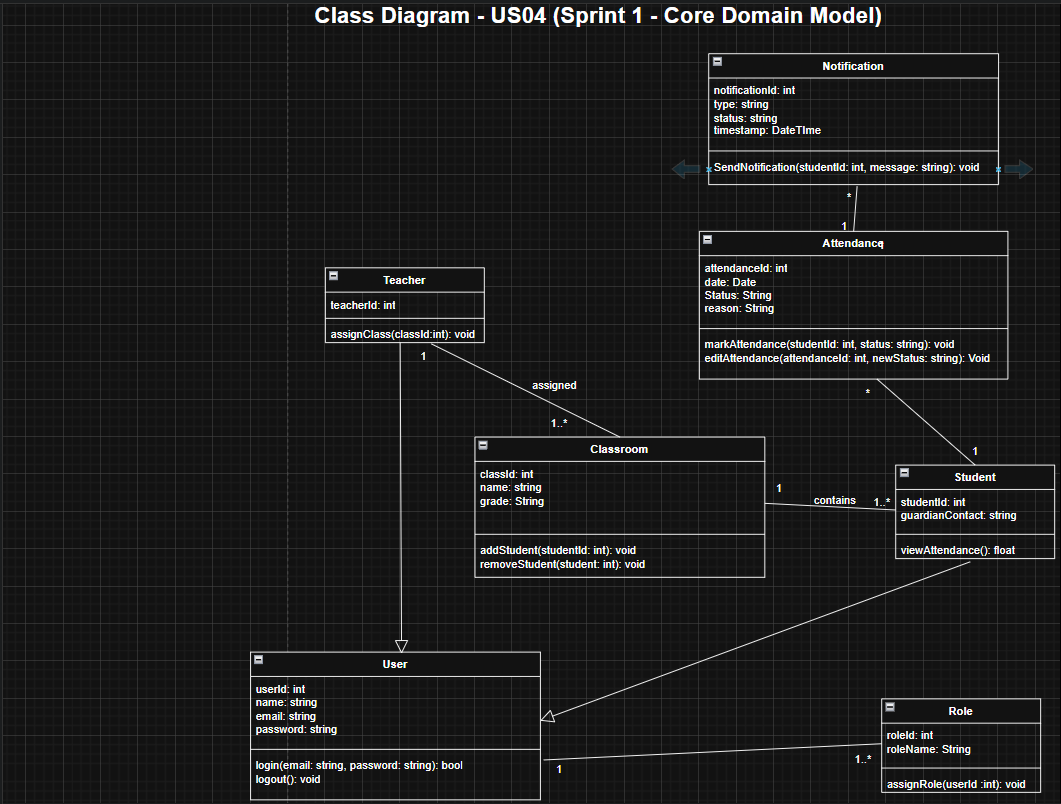 Class Diagram - US04 (Sprint 1 - Core Domain Model)
Notification
notificationId: int
type: string
status: string
timestamp: DateTIme
SendNotification(studentId: int, message: string): void
*
1
Attendance
attendanceId: int
date: Date
Status: String
reason: String
markAttendance(studentId: int, status: string): void
editAttendance(attendanceId: int, newStatus: string): Void
*
1
Teacher
teacherId: int
assignClass(classId:int): void
1
assigned
1..*
Classroom
classId: int
name: string
grade: String
addStudent(studentId: int): void
removeStudent(student: int): void
1
contains
1..*
Student
studentId: int
guardianContact: string
viewAttendance(): float
User
userId: int
name: string
email: string
password: string
login(email: string, password: string): bool
logout(): void
1
1..*
Role
roleId: int
roleName: String
assignRole(userId :int): void